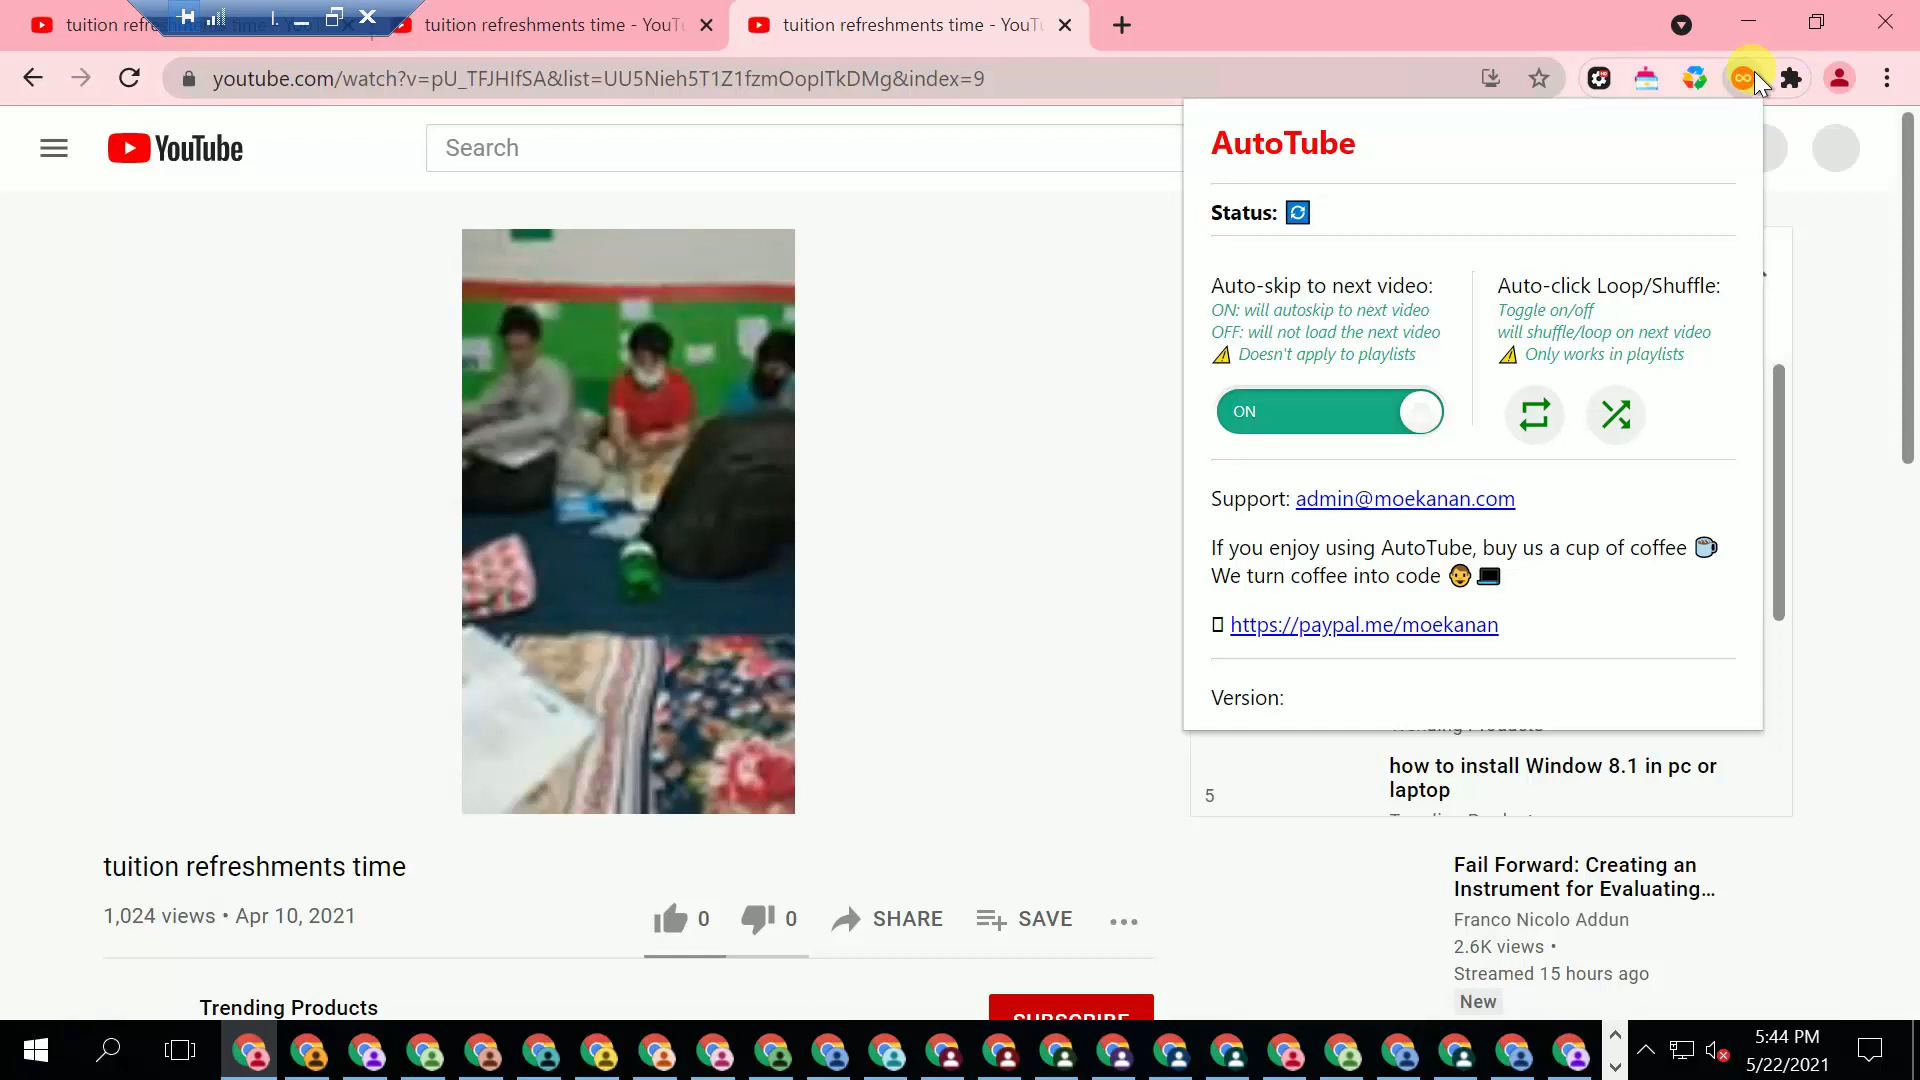 tuition refre
tuition refreshments time - YouTu
tuition refreshments time - YouTu
youtube.com/watch?v=pU_TFJHIfSA&list=UU5Nieh5T1Z1fzmOopITkDMg&index=9
YouTube
Search
AutoTube
Status:
Auto-skip to next video:
ON: will autoskip to next video
OFF: will not load the next video
Doesn't apply to playlists
ON
Auto-click Loop/Shuffle:
Toggle on/off
will shuffle/loop on next video
Only works in playlists
Support: admin@moekanan.com
If you enjoy using AutoTube, buy us a cup of coffee
We turn coffee into code
https://paypal.me/moekanan
Version:
how to install Window 8.1 in pc or
laptop
5
tuition refreshments time
1,024 views • Apr 10, 2021
0
0
SHARE
SAVE
Trending Products
SUBSCRIBE
Fail Forward: Creating an
Instrument for Evaluating...
Franco Nicolo Addun
2.6K views •
Streamed 15 hours ago
New
5:44 PM
5/22/2021